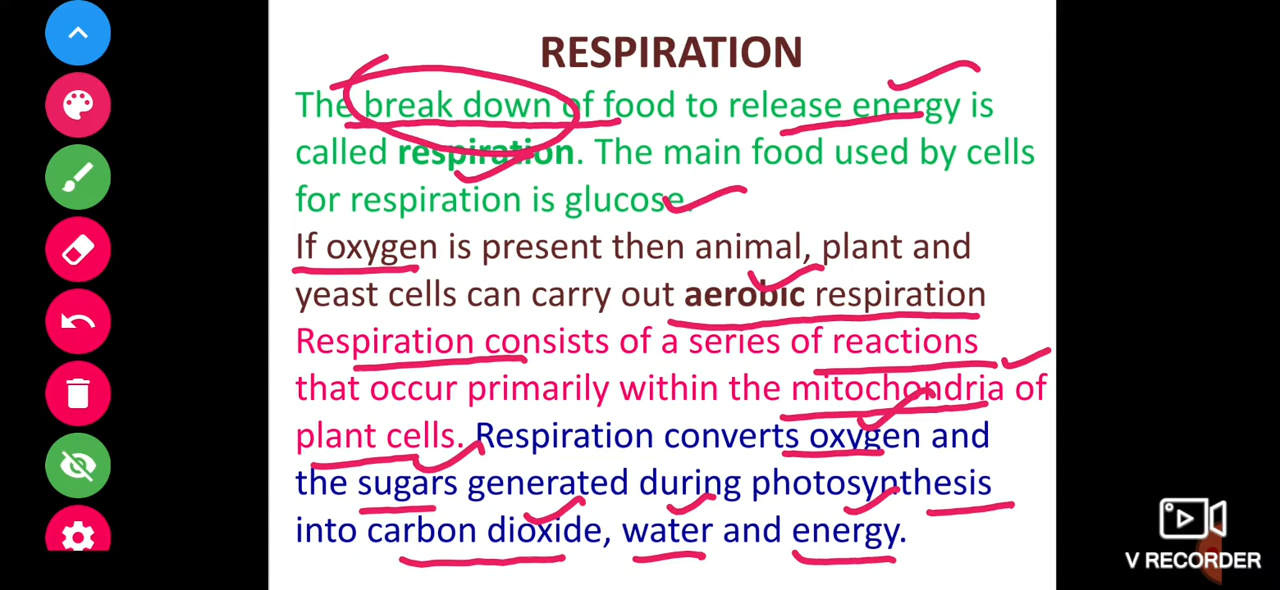 RESPIRATION
The break down of food to release energy is
called respiration. The main food used by cells
for respiration is glucose.
If oxygen is present then animal, plant and
yeast cells can carry out aerobic respiration
Respiration consists of a series of reactions
that occur primarily within the mitochondria of
plant cells. Respiration converts oxygen and
the sugars generated during photosynthesis
into carbon dioxide, water and energy.
V RECORDER